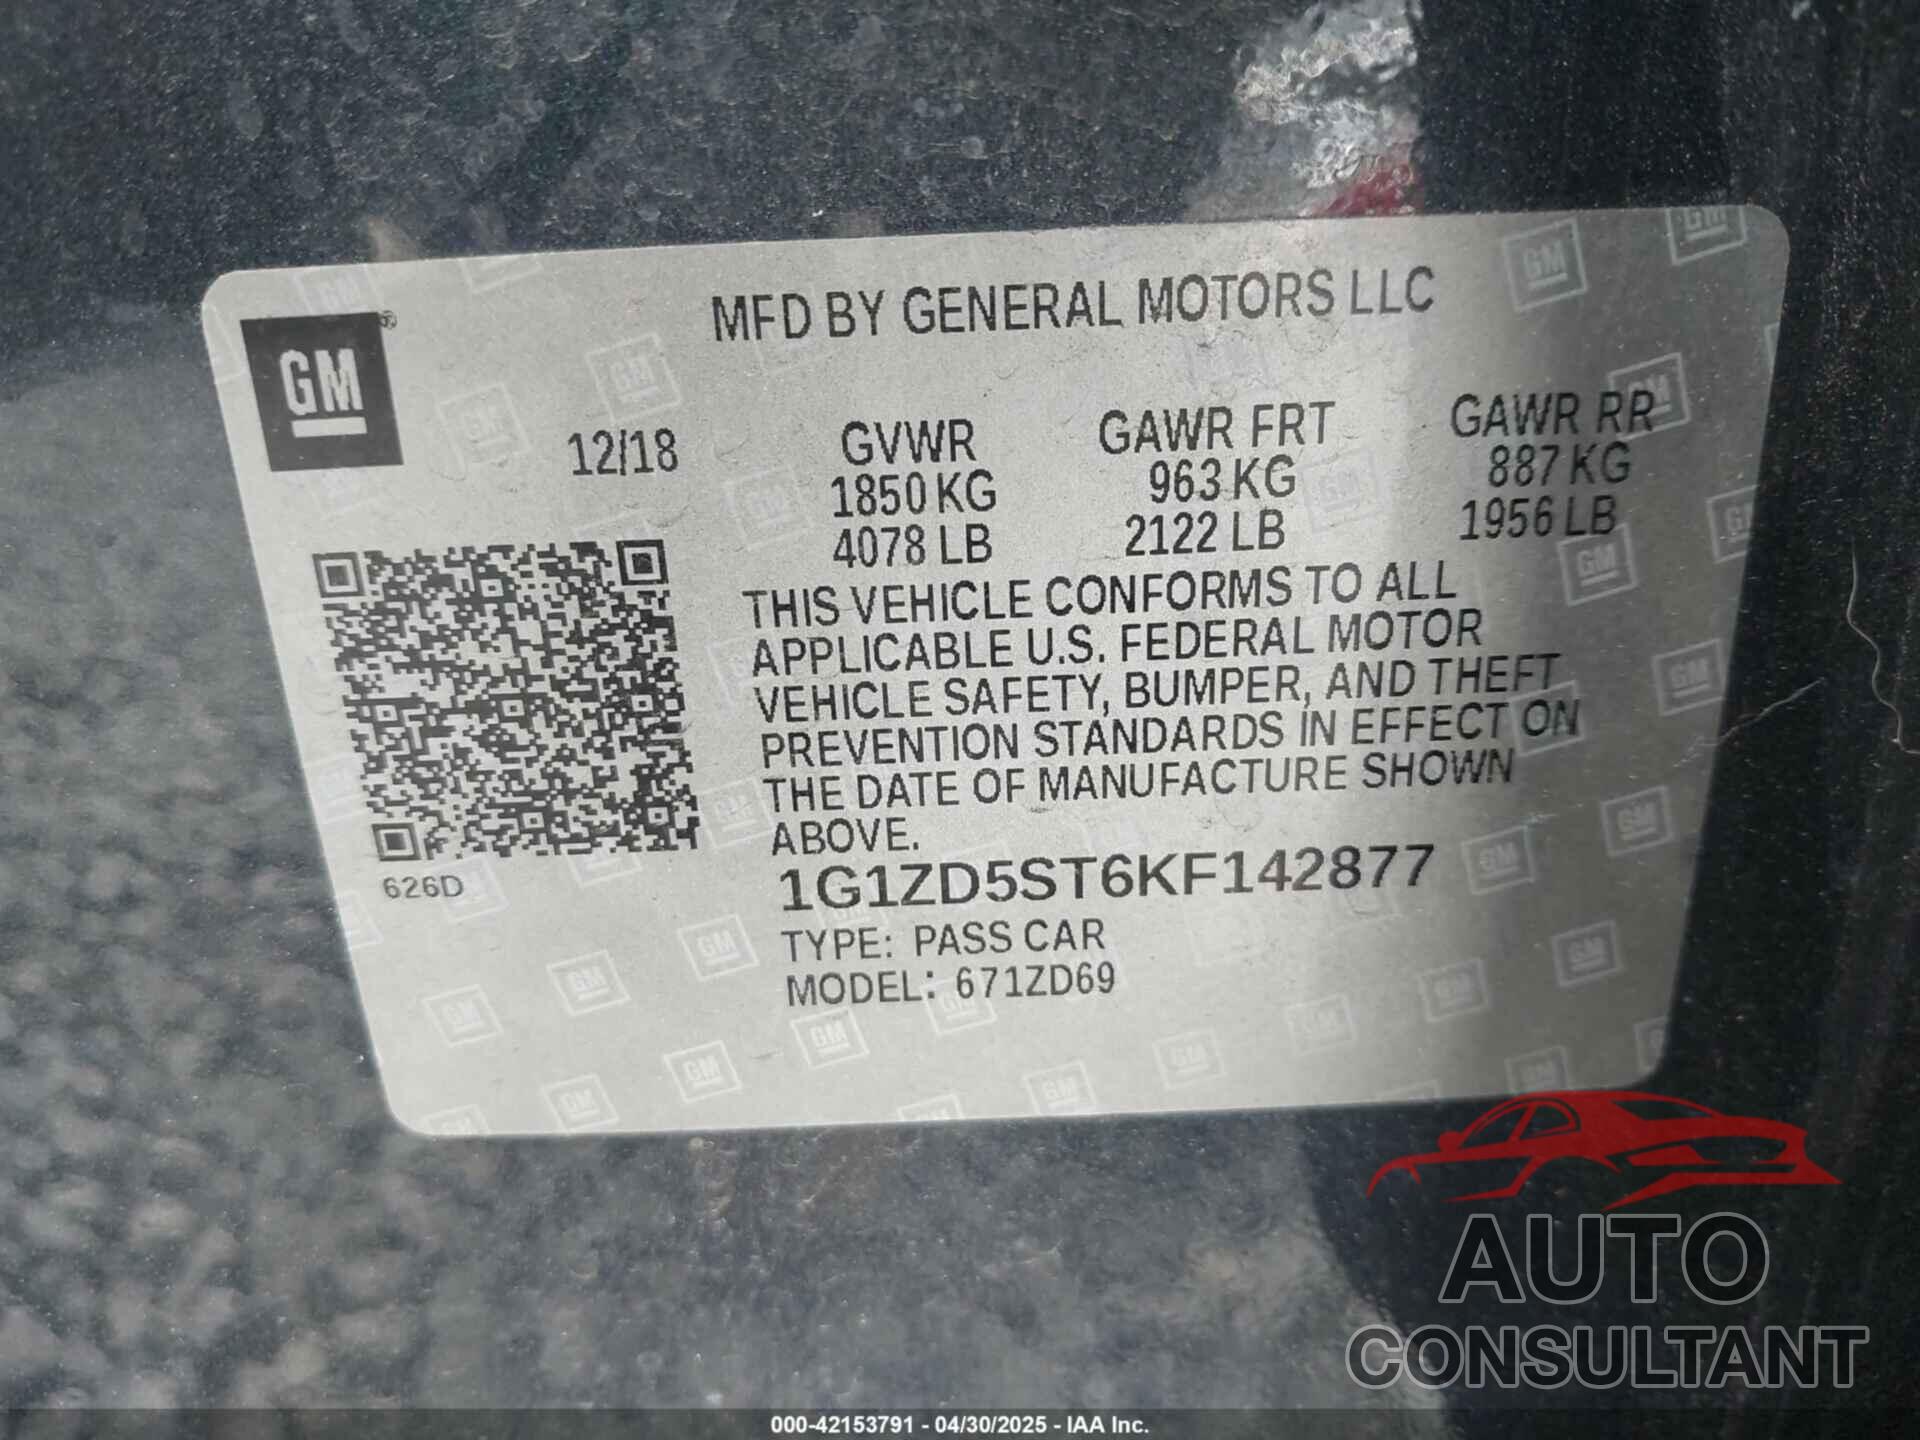 MFD BY GENERAL MOTORS LLC
GM®
12/18
GVWR GAWR FRT GAWR RR
1850 KG 963 KG 887 KG
4078 LB 2122 LB 1956 LB
THIS VEHICLE CONFORMS TO ALL
APPLICABLE U.S. FEDERAL MOTOR
VEHICLE SAFETY, BUMPER, AND THEFT
PREVENTION STANDARDS IN EFFECT ON
THE DATE OF MANUFACTURE SHOWN
ABOVE.
626D
1G1ZD5ST6KF142877
TYPE: PASS CAR
MODEL: 671ZD69
AUTO
CONSULTANT
000-42153791 - 04/30/2025 - IAA Inc.